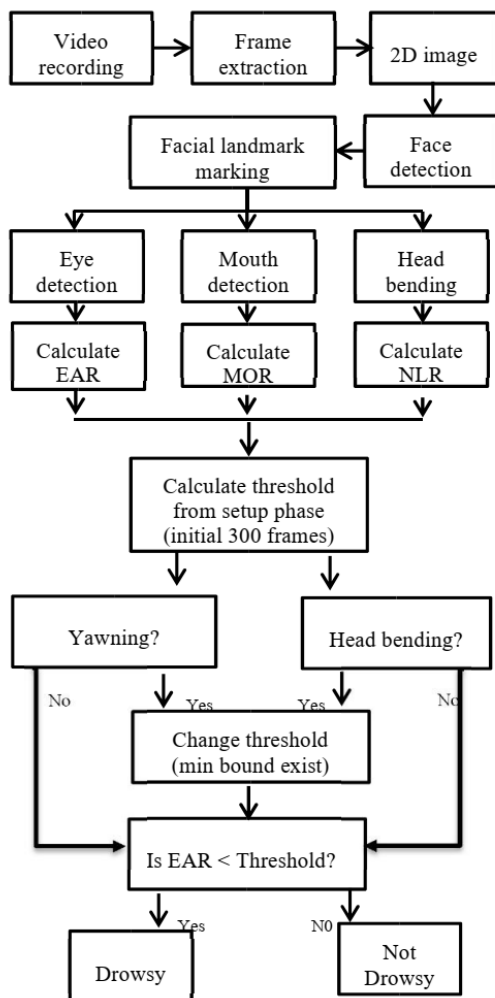 Video
recording
Frame
extraction
2D image
Facial landmark
marking
Face
detection
Eye
detection
Mouth
detection
Head
bending
Calculate
EAR
Calculate
MOR
Calculate
NLR
Calculate threshold
from setup phase
(initial 300 frames)
Yawning?
Head bending?
No
Yes
Yes
No
Change threshold
(min bound exist)
Is EAR < Threshold?
Yes
N0
Drowsy
Not
Drowsy